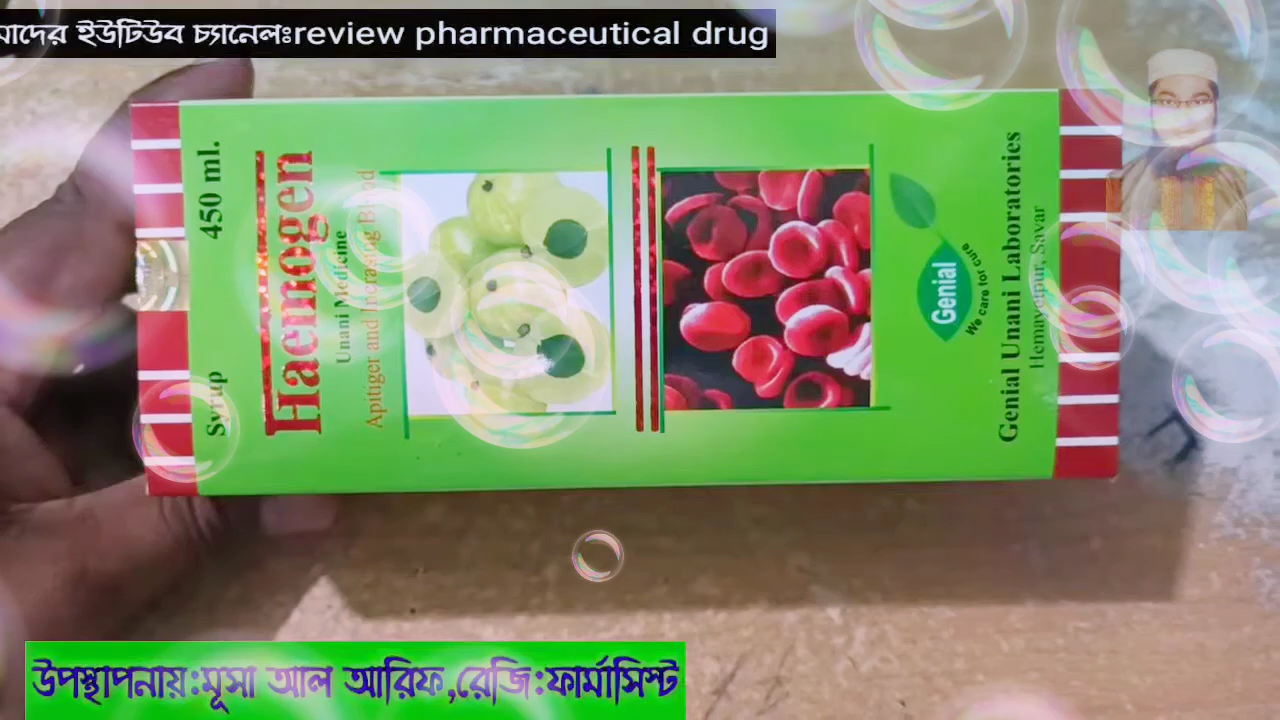 মাদের ইউটিউব চ্যানেলঃreview pharmaceutical drug
450 ml.
Syrup
Haemogen
Unani Medicine
Apitiger and Increasing Blood
Genial
We care for cure
Genial Unani Laboratories
Hemayetpur, Savar
উপস্থাপনায়:মূসা আল আরিফ,রেজি:ফার্মাসিস্ট